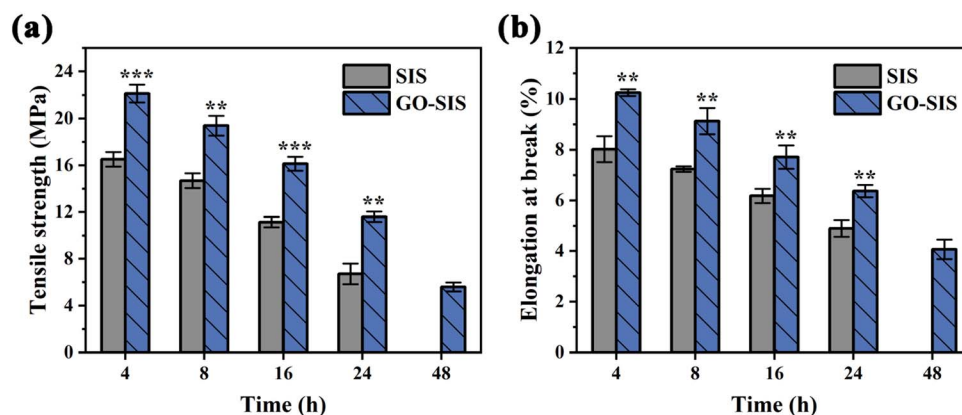 (a)
Tensile strength (MPa)
24
20
16
12
8
4
0
***
**
***
**
SIS
GO-SIS
4 8 16 24 48
Time (h)
(b)
Elongation at break (%)
12
10
8
6
4
2
0
**
**
**
**
SIS
GO-SIS
4 8 16 24 48
Time (h)